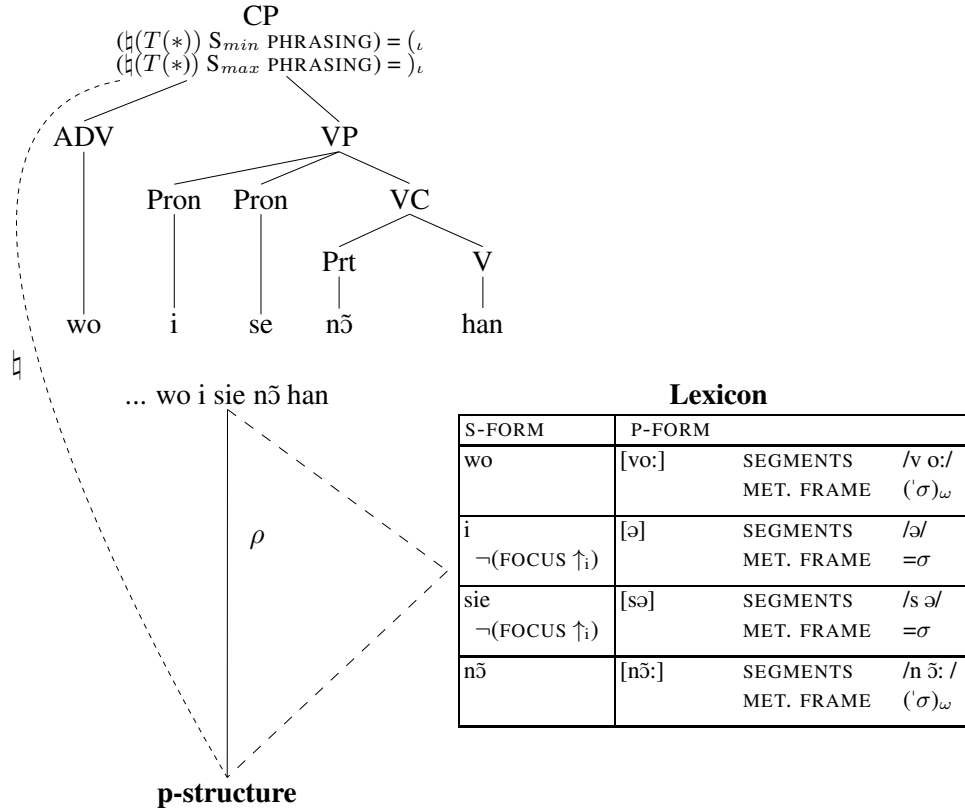 CP
(♮(T(∗)) S_min PHRASING) = (_ι
(♮(T(∗)) S_max PHRASING) = )_ι
ADV VP
Pron Pron VC
Prt V
wo i se nɔ̃ han
♮
... wo i sie nɔ̃ han
ρ
p-structure
Lexicon
S-FORM P-FORM
wo [vo:] SEGMENTS /v o:/
MET. FRAME (ˈσ)_ω
i [ə] SEGMENTS /ə/
¬(FOCUS ↑_i) MET. FRAME =σ
sie [sə] SEGMENTS /s ə/
¬(FOCUS ↑_i) MET. FRAME =σ
nɔ̃ [nɔ̃:] SEGMENTS /n ɔ̃: /
MET. FRAME (ˈσ)_ω